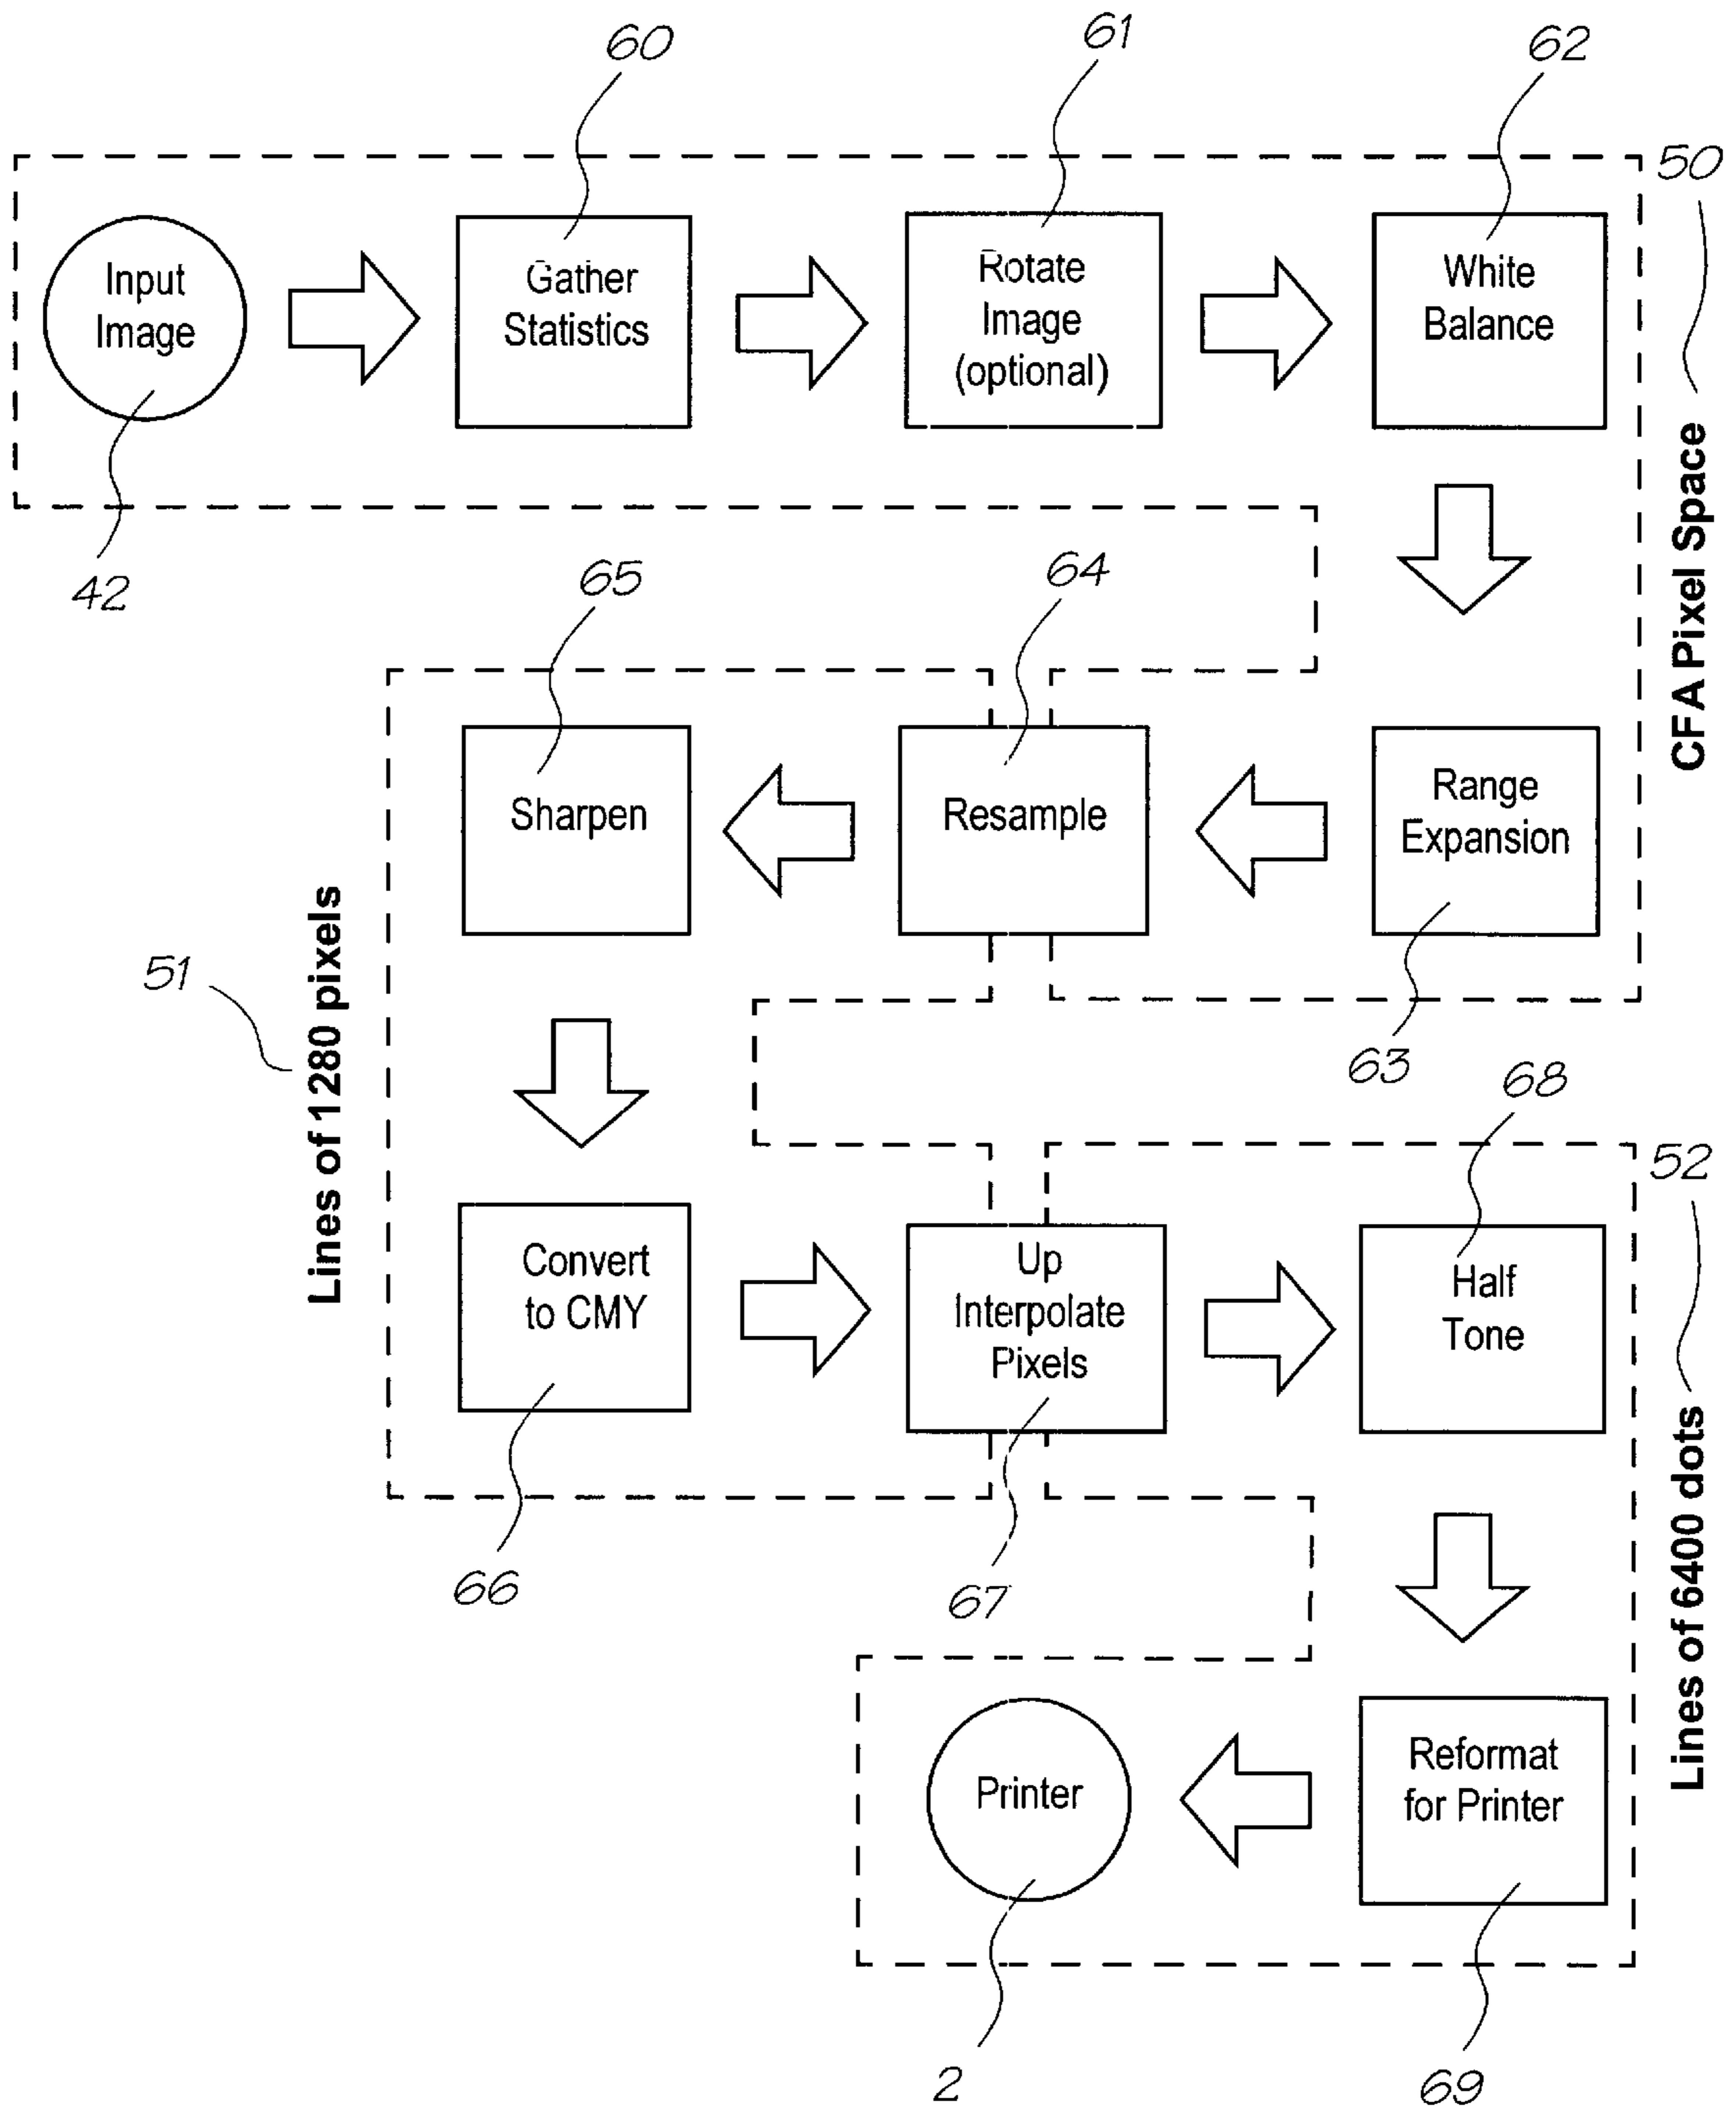 60
61
62
50
Input
Image
Gather
Statistics
Rotate
Image
(optional)
White
Balance
42
CFA Pixel Space
65
64
Sharpen
Resample
Range
Expansion
51
Lines of 1280 pixels
63
68
52
Convert
to CMY
Up
Interpolate
Pixels
Half
Tone
66
67
Lines of 6400 dots
Printer
Reformat
for Printer
2
69